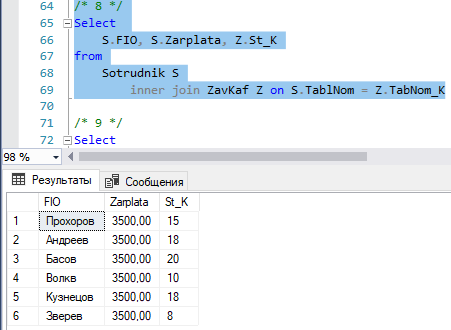 64 /* 8 */
65 Select
66 S.FIO, S.Zarplata, Z.St_K
67 from
68 Sotrudnik S
69 inner join ZavKaf Z on S.TablNom = Z.TabNom_K
70
71 /* 9 */
72 Select
98 %
Результаты Сообщения
FIO Zarplata St_K
1 Прохоров 3500,00 15
2 Андреев 3500,00 18
3 Басов 3500,00 20
4 Волкв 3500,00 10
5 Кузнецов 3500,00 18
6 Зверев 3500,00 8